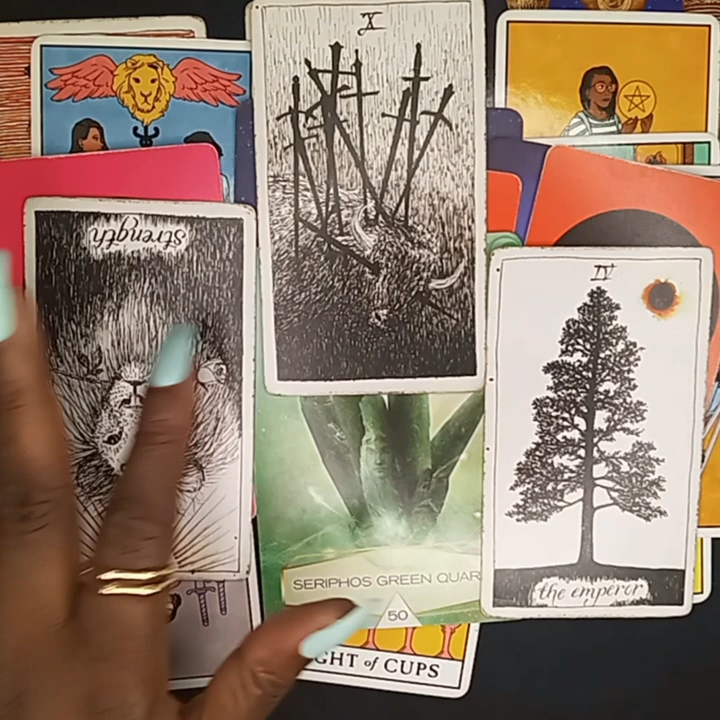 X
strength
IV
SERIPHOS GREEN QUAR
50
the emperor
GHT of CUPS